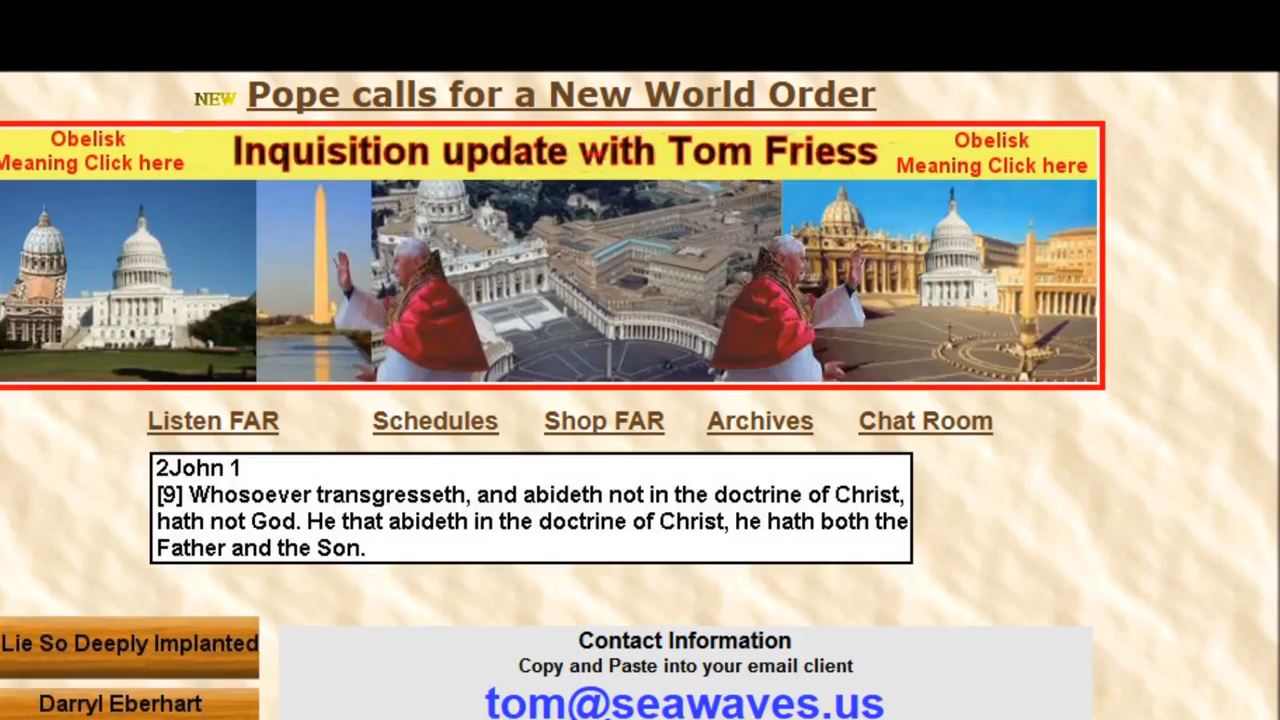 NEW Pope calls for a New World Order
Obelisk
Meaning Click here
Inquisition update with Tom Friess
Obelisk
Meaning Click here
Listen FAR Schedules Shop FAR Archives Chat Room
2John 1
[9] Whosoever transgresseth, and abideth not in the doctrine of Christ,
hath not God. He that abideth in the doctrine of Christ, he hath both the
Father and the Son.
Lie So Deeply Implanted
Darryl Eberhart
Contact Information
Copy and Paste into your email client
tom@seawaves.us